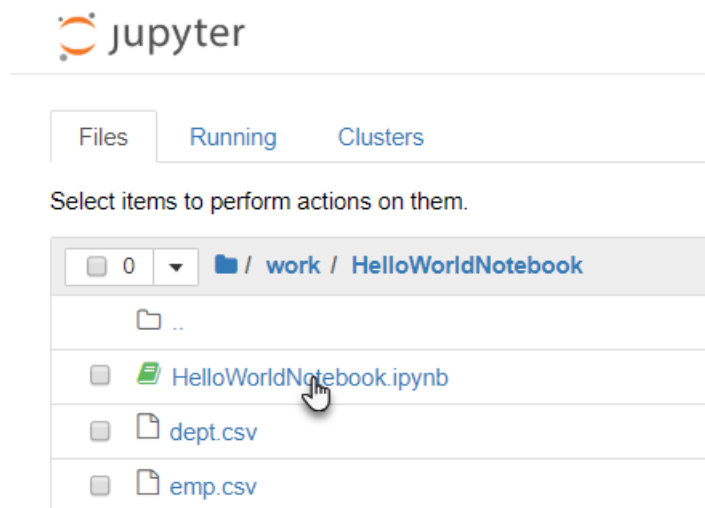 jupyter
Files Running Clusters
Select items to perform actions on them.
0 / work / HelloWorldNotebook
..
HelloWorldNotebook.ipynb
dept.csv
emp.csv